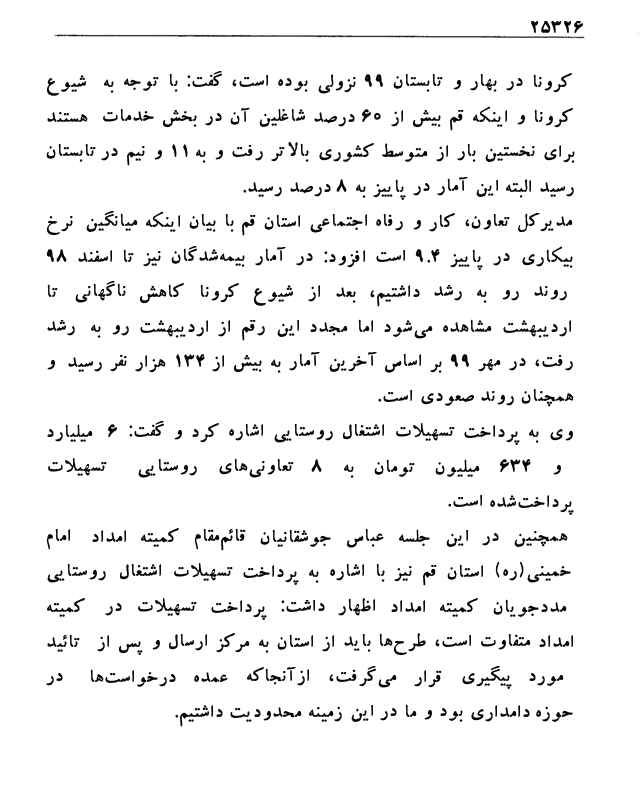 ۲۵۳۲۶
کرونا در بهار و تابستان ۹۹ نزولی بوده است، گفت: با توجه به شیوع
کرونا و اینکه قم بیش از ۶۰ درصد شاغلین آن در بخش خدمات هستند
برای نخستین بار از متوسط کشوری بالاتر رفت و به ۱۱ و نیم در تابستان
رسید البته این آمار در پاییز به ۸ درصد رسید.
مدیرکل تعاون، کار و رفاه اجتماعی استان قم با بیان اینکه میانگین نرخ
بیکاری در پاییز ۹.۴ است افزود: در آمار بیمه‌شدگان نیز تا اسفند ۹۸
روند رو به رشد داشتیم، بعد از شیوع کرونا کاهش ناگهانی تا
اردیبهشت مشاهده می‌شود اما مجدد این رقم از اردیبهشت رو به رشد
رفت، در مهر ۹۹ بر اساس آخرین آمار به بیش از ۱۳۴ هزار نفر رسید و
همچنان روند صعودی است.
وی به پرداخت تسهیلات اشتغال روستایی اشاره کرد و گفت: ۶ میلیارد
و ۶۳۴ میلیون تومان به ۸ تعاونی‌های روستایی تسهیلات
پرداخت‌شده است.
همچنین در این جلسه عباس جوشقانیان قائم‌مقام کمیته امداد امام
خمینی(ره) استان قم نیز با اشاره به پرداخت تسهیلات اشتغال روستایی
مددجویان کمیته امداد اظهار داشت: پرداخت تسهیلات در کمیته
امداد متفاوت است، طرح‌ها باید از استان به مرکز ارسال و پس از تائید
مورد پیگیری قرار می‌گرفت، ازآنجاکه عمده درخواست‌ها در
حوزه دامداری بود و ما در این زمینه محدودیت داشتیم.